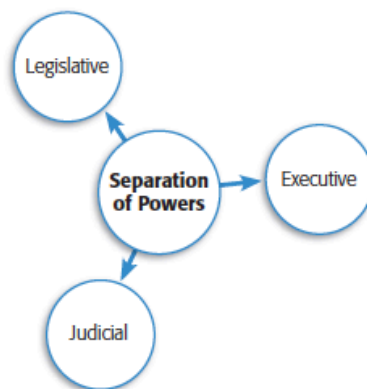 Legislative
Separation
of Powers
Executive
Judicial